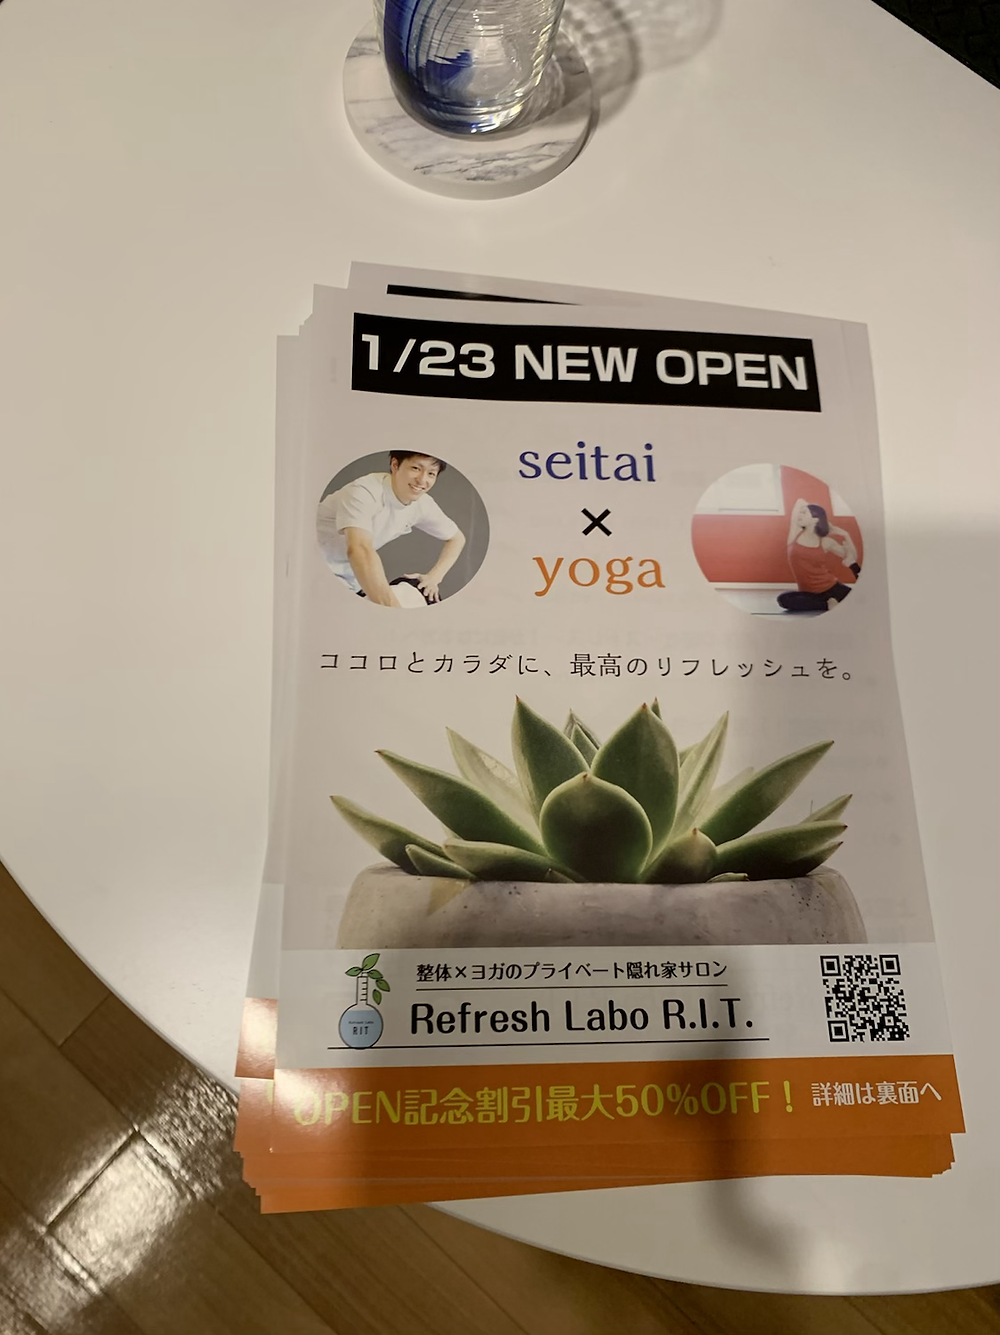 1/23 NEW OPEN
seitai
×
yoga
ココロとカラダに、最高のリフレッシュを。
整体×ヨガのプライベート隠れ家サロン
Refresh Labo
RIT
Refresh Labo R.I.T.
OPEN記念割引最大50%OFF！ 詳細は裏面へ